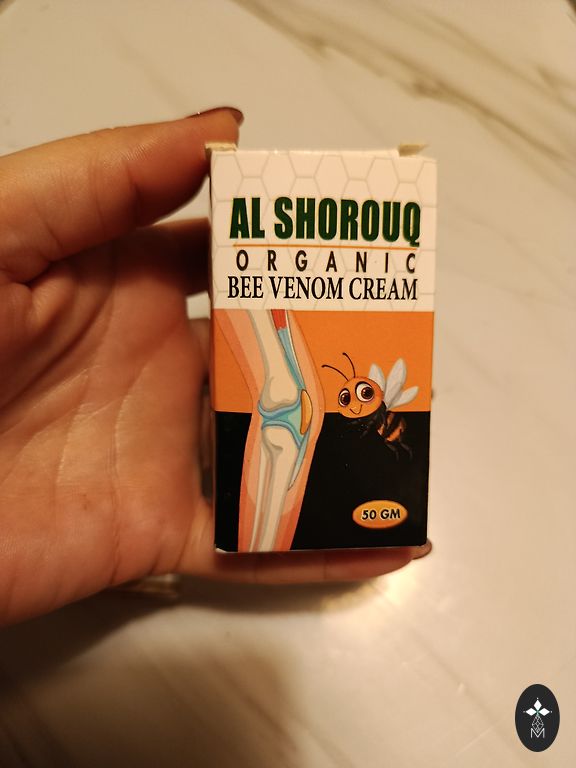 AL SHOROUQ
ORGANIC
BEE VENOM CREAM
50 GM
M